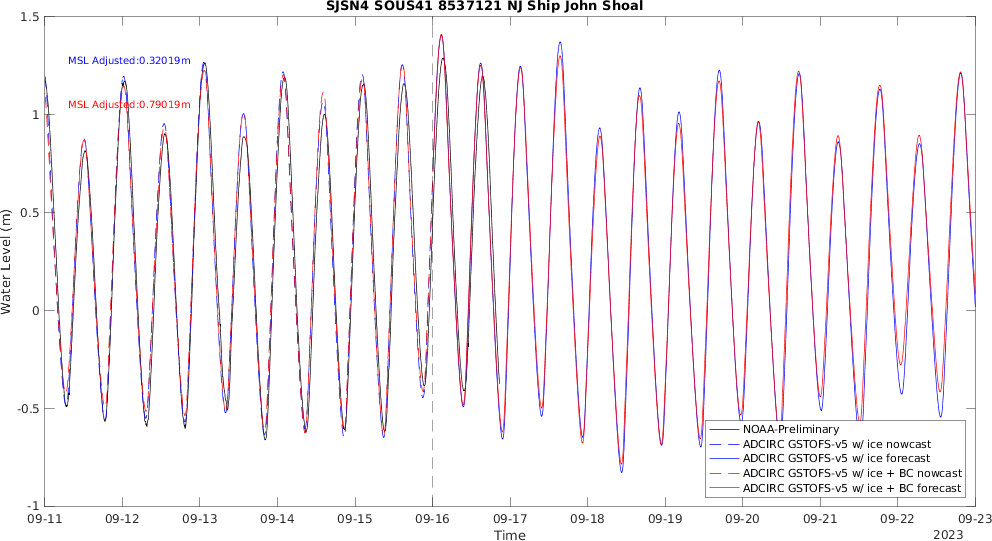 SJSN4 SOUS41 8537121 NJ Ship John Shoal
1.5
MSL Adjusted:0.32019m
MSL Adjusted:0.79019m
1
0.5
0
-0.5
-1
Water Level (m)
NOAA-Preliminary
ADCIRC GSTOFS-v5 w/ ice nowcast
ADCIRC GSTOFS-v5 w/ ice forecast
ADCIRC GSTOFS-v5 w/ ice + BC nowcast
ADCIRC GSTOFS-v5 w/ ice + BC forecast
09-11 09-12 09-13 09-14 09-15 09-16 09-17 09-18 09-19 09-20 09-21 09-22 09-23
Time
2023